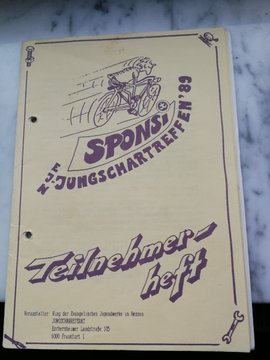 SPONSI
EJW-JUNGSCHARTREFFEN '89
Teilnehmer-
heft
Veranstalter: Ring der Evangelischen Jugendwerke in Hessen
JUNGSCHARREFERAT
Eschersheimer Landstraße 565
6000 Frankfurt 1